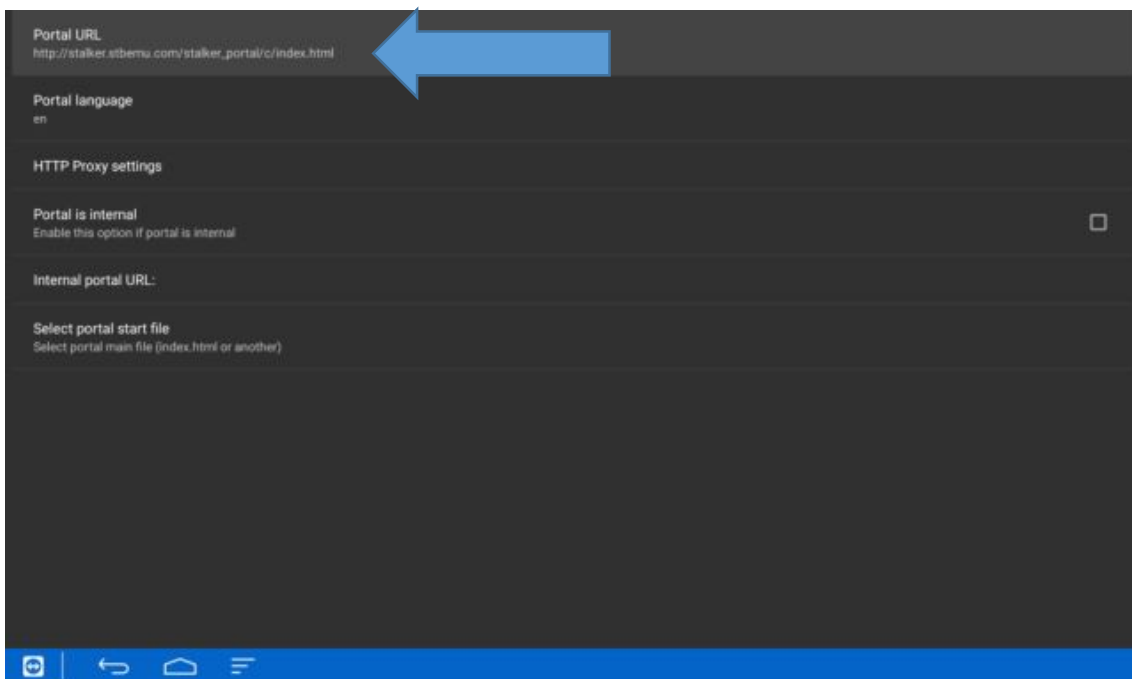 Portal URL
http://stalker.stbemu.com/stalker_portal/c/index.html
Portal language
en
HTTP Proxy settings
Portal is internal
Enable this option if portal is internal
Internal portal URL:
Select portal start file
Select portal main file (index.html or another)